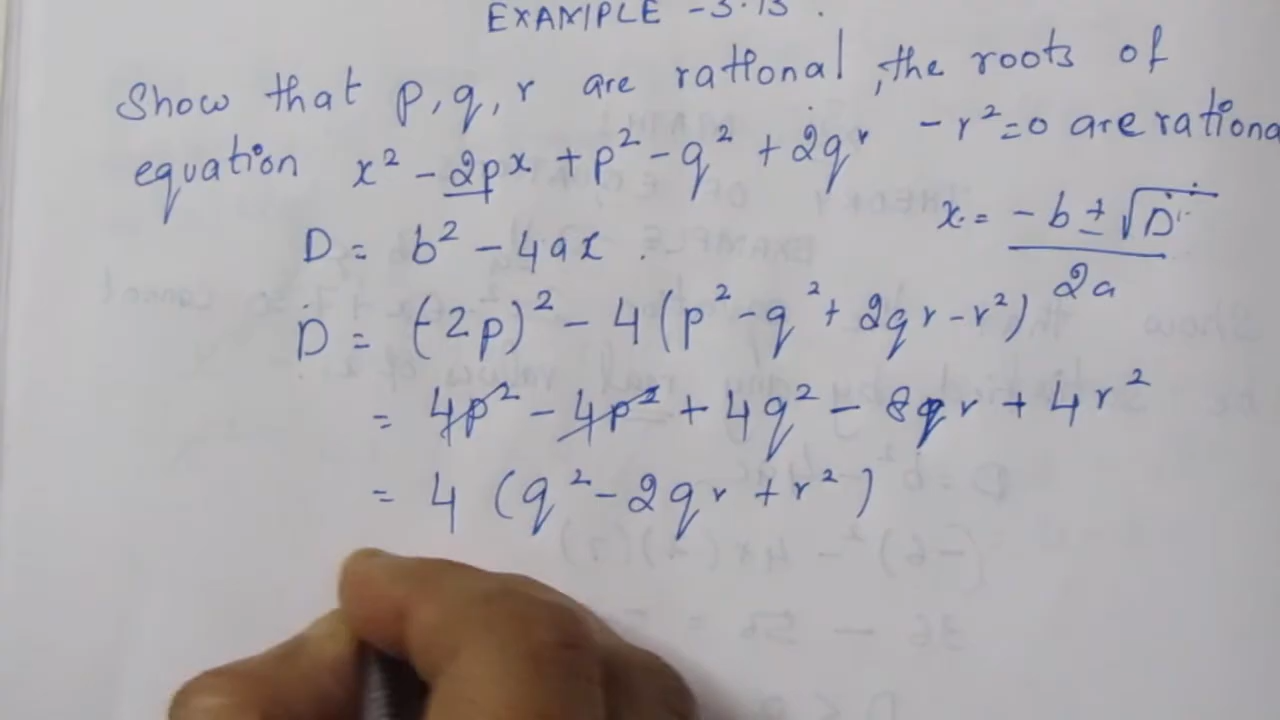 EXAMPLE - 3.13.
Show that p, q, r are rational, the roots of
equation x² - 2px + p² - q² + 2qr - r² = 0 are rationa
x = -b ± √D / 2a
D = b² - 4ac
D = (-2p)² - 4(p² - q² + 2qr - r²)
= 4p² - 4p² + 4q² - 8qr + 4r²
= 4 (q² - 2qr + r²)